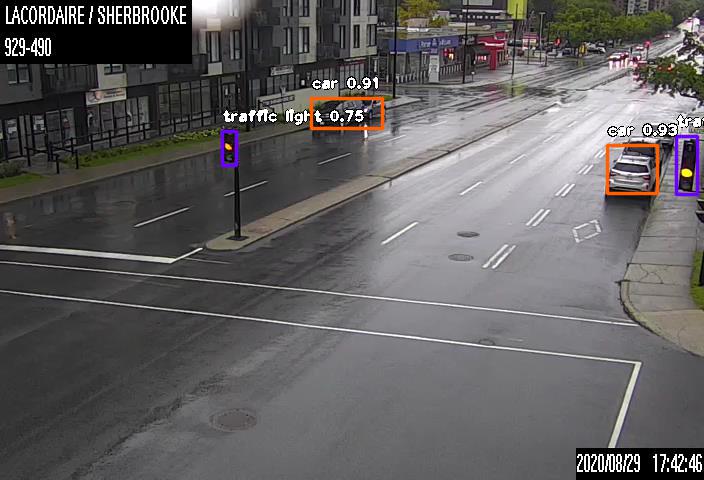 LACORDAIRE / SHERBROOKE
929-490
car 0.91
traffic light 0.75
car 0.93
tra
2020/08/29 17:42:46